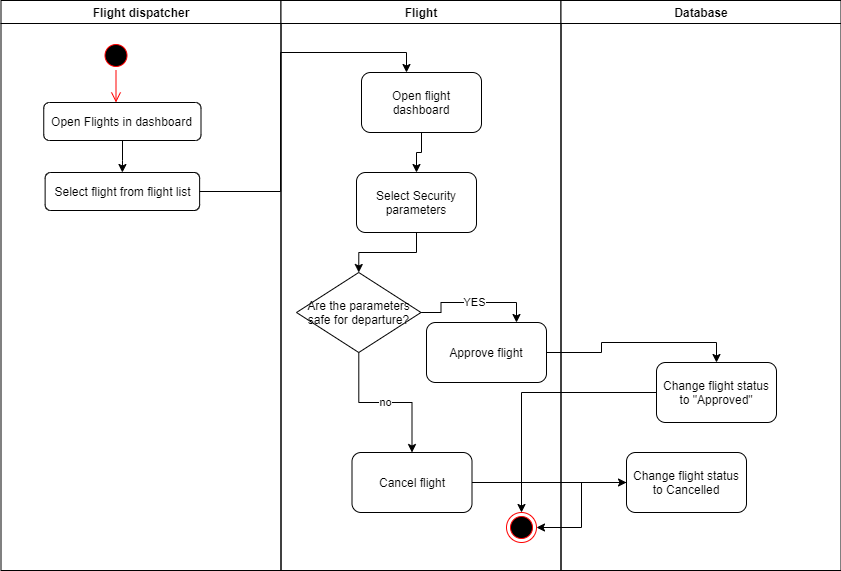 Flight dispatcher
Flight
Database
Open Flights in dashboard
Select flight from flight list
Open flight
dashboard
Select Security
parameters
Are the parameters
safe for departure?
YES
Approve flight
Change flight status
to "Approved"
no
Cancel flight
Change flight status
to Cancelled